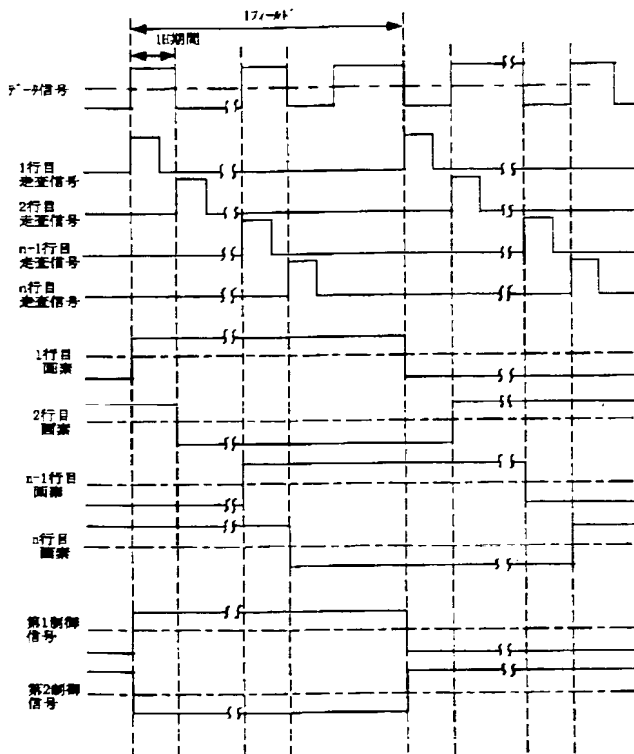 1フィールド
1H期間
データ信号
1行目
走査信号
2行目
走査信号
n-1行目
走査信号
n行目
走査信号
1行目
画素
2行目
画素
n-1行目
画素
n行目
画素
第1制御
信号
第2制御
信号